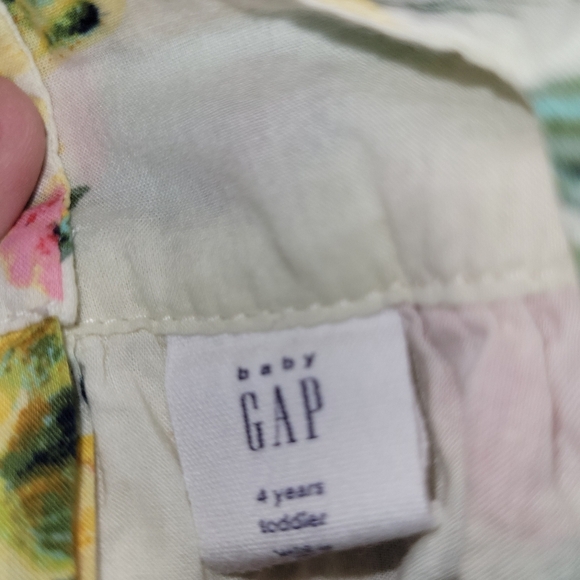 baby
GAP
4 years
toddler